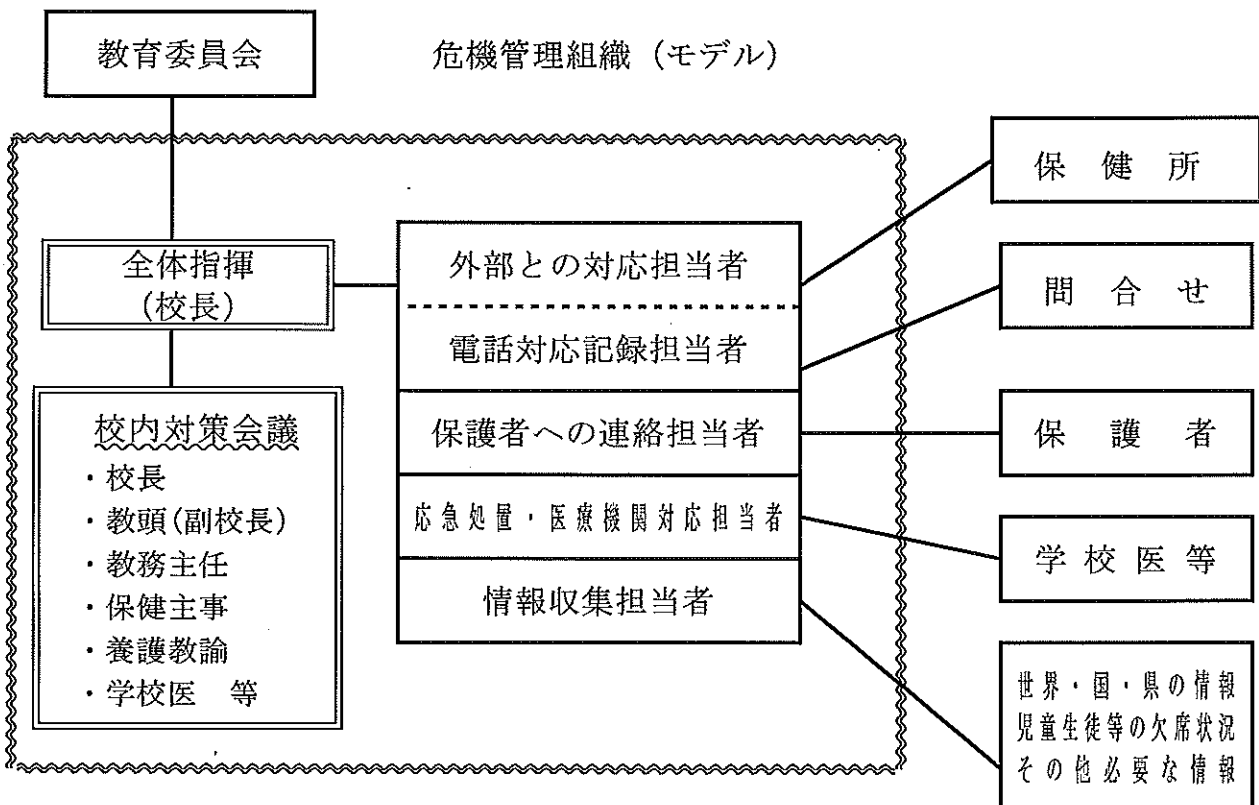 教育委員会
危機管理組織（モデル）
全体指揮
（校長）
校内対策会議
・校長
・教頭(副校長)
・教務主任
・保健主事
・養護教諭
・学校医　等
外部との対応担当者
電話対応記録担当者
保護者への連絡担当者
応急処置・医療機関対応担当者
情報収集担当者
保健所
問合せ
保護者
学校医等
世界・国・県の情報
児童生徒等の欠席状況
その他必要な情報